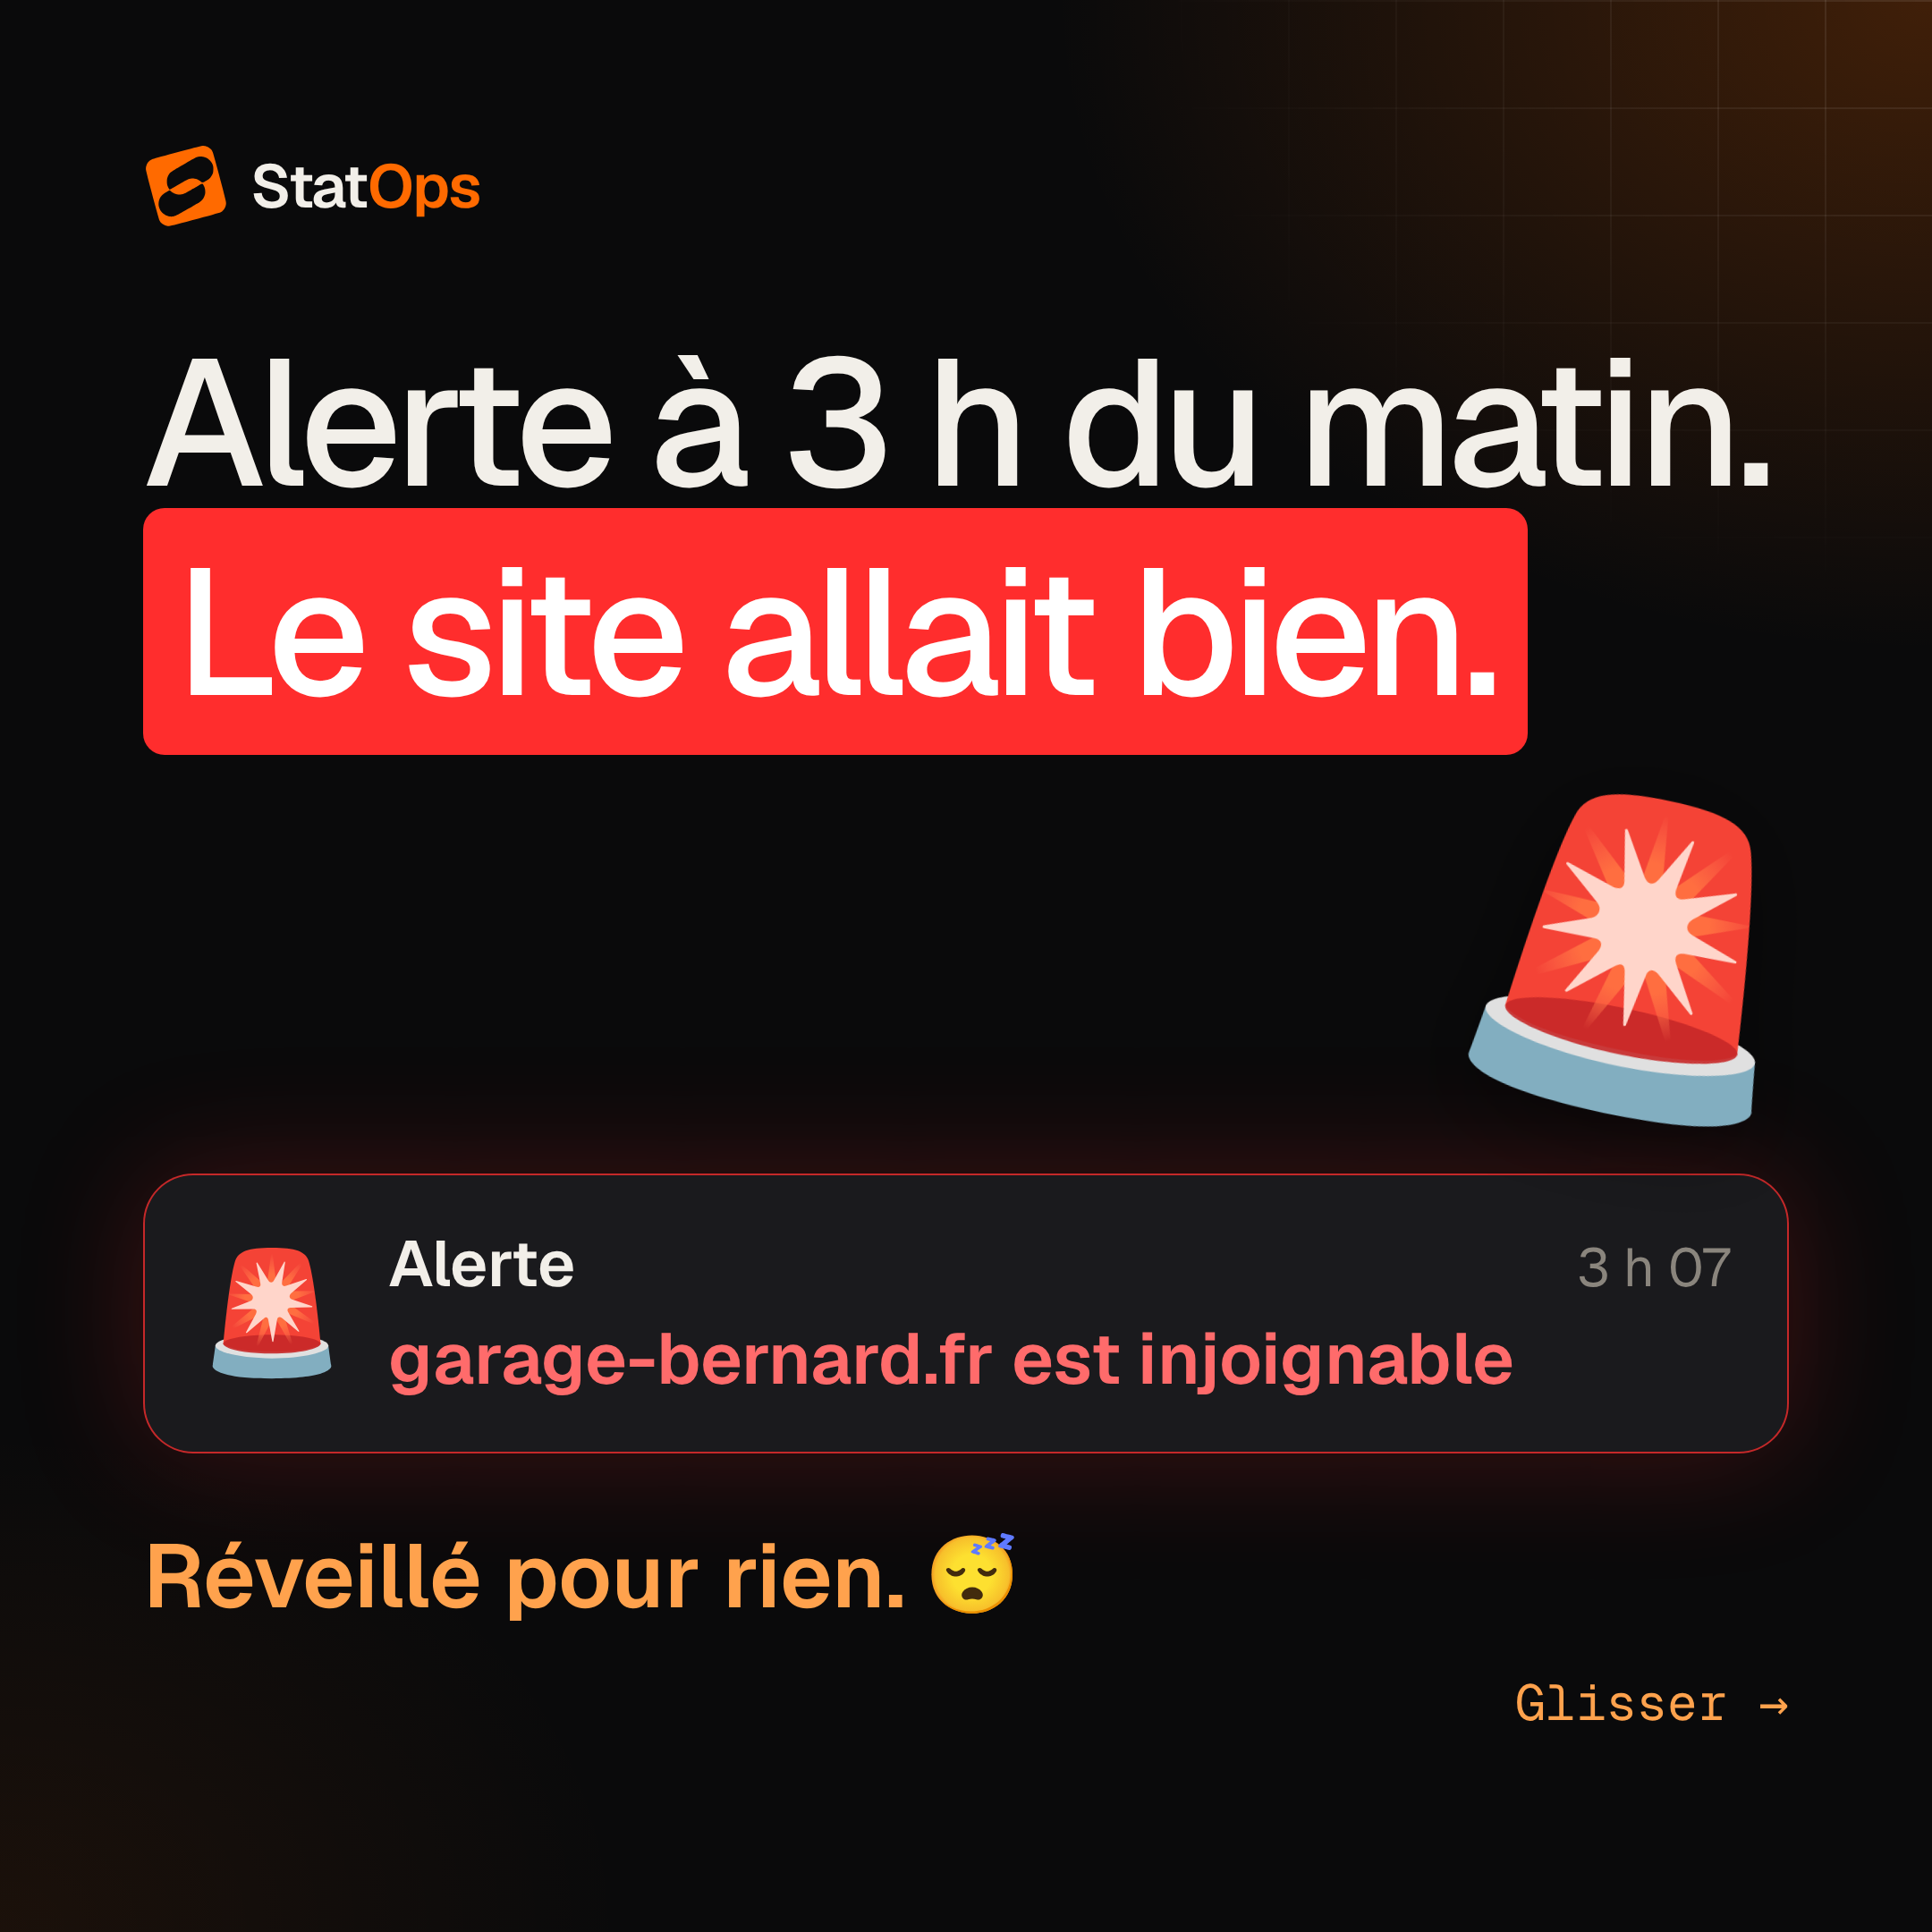 StatOps
Alerte à 3 h du matin.
Le site allait bien.
Alerte
3 h 07
garage-bernard.fr est injoignable
Réveillé pour rien. 😴
Glisser →